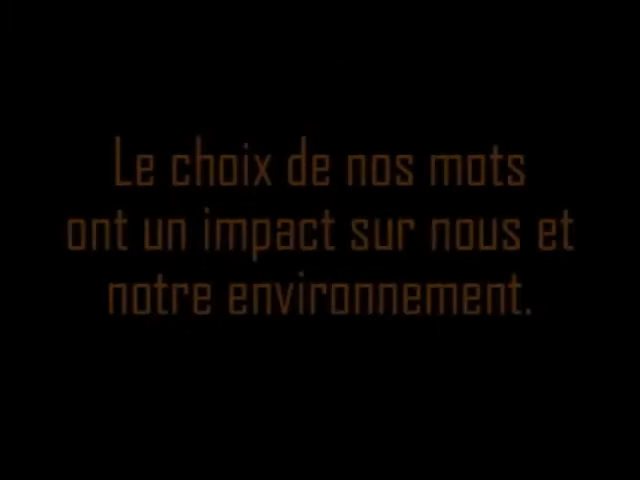 Le choix de nos mots
ont un impact sur nous et
notre environnement.